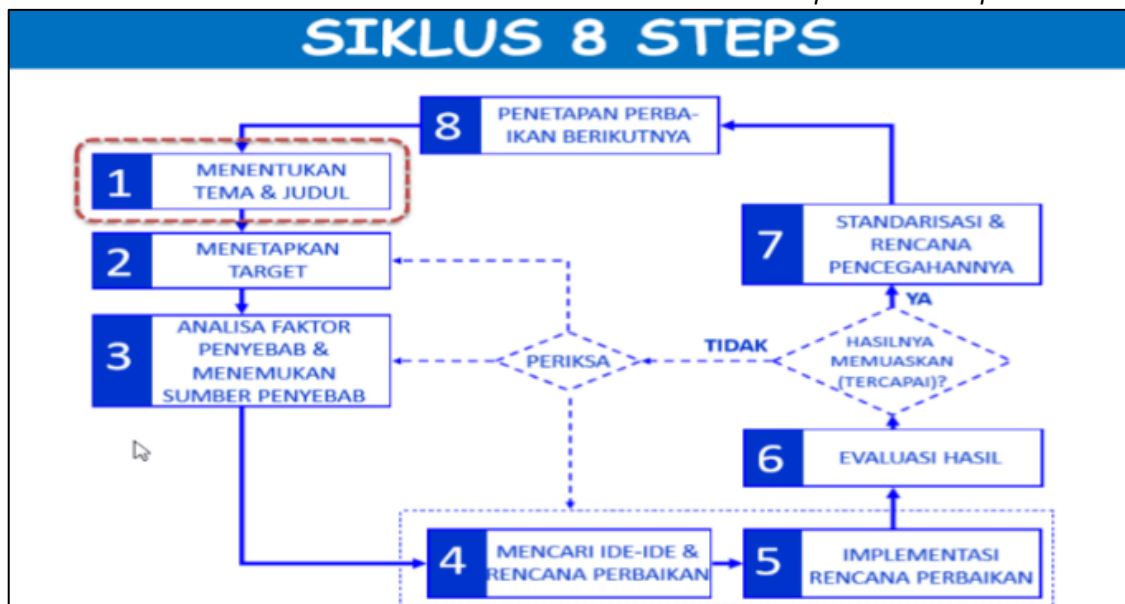 SIKLUS 8 STEPS
8
PENETAPAN PERBA-
IKAN BERIKUTNYA
1
MENENTUKAN
TEMA & JUDUL
2
MENETAPKAN
TARGET
3
ANALISA FAKTOR
PENYEBAB &
MENEMUKAN
SUMBER PENYEBAB
PERIKSA
TIDAK
HASILNYA
MEMUASKAN
(TERCAPAI)?
YA
7
STANDARISASI &
RENCANA
PENCEGAHANNYA
6
EVALUASI HASIL
4
MENCARI IDE-IDE &
RENCANA PERBAIKAN
5
IMPLEMENTASI
RENCANA PERBAIKAN